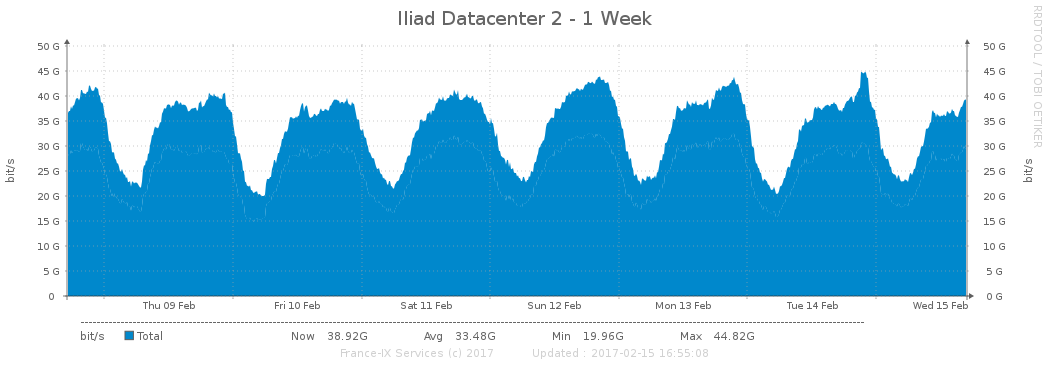 Iliad Datacenter 2 - 1 Week
RRDTOOL / TOBI OETIKER
bit/s
50 G 50 G
45 G 45 G
40 G 40 G
35 G 35 G
30 G 30 G
25 G 25 G
20 G 20 G
15 G 15 G
10 G 10 G
5 G 5 G
0 0 G
bit/s
Thu 09 Feb Fri 10 Feb Sat 11 Feb Sun 12 Feb Mon 13 Feb Tue 14 Feb Wed 15 Feb
bit/s Total Now 38.92G Avg 33.48G Min 19.96G Max 44.82G
France-IX Services (c) 2017 Updated : 2017-02-15 16:55:08